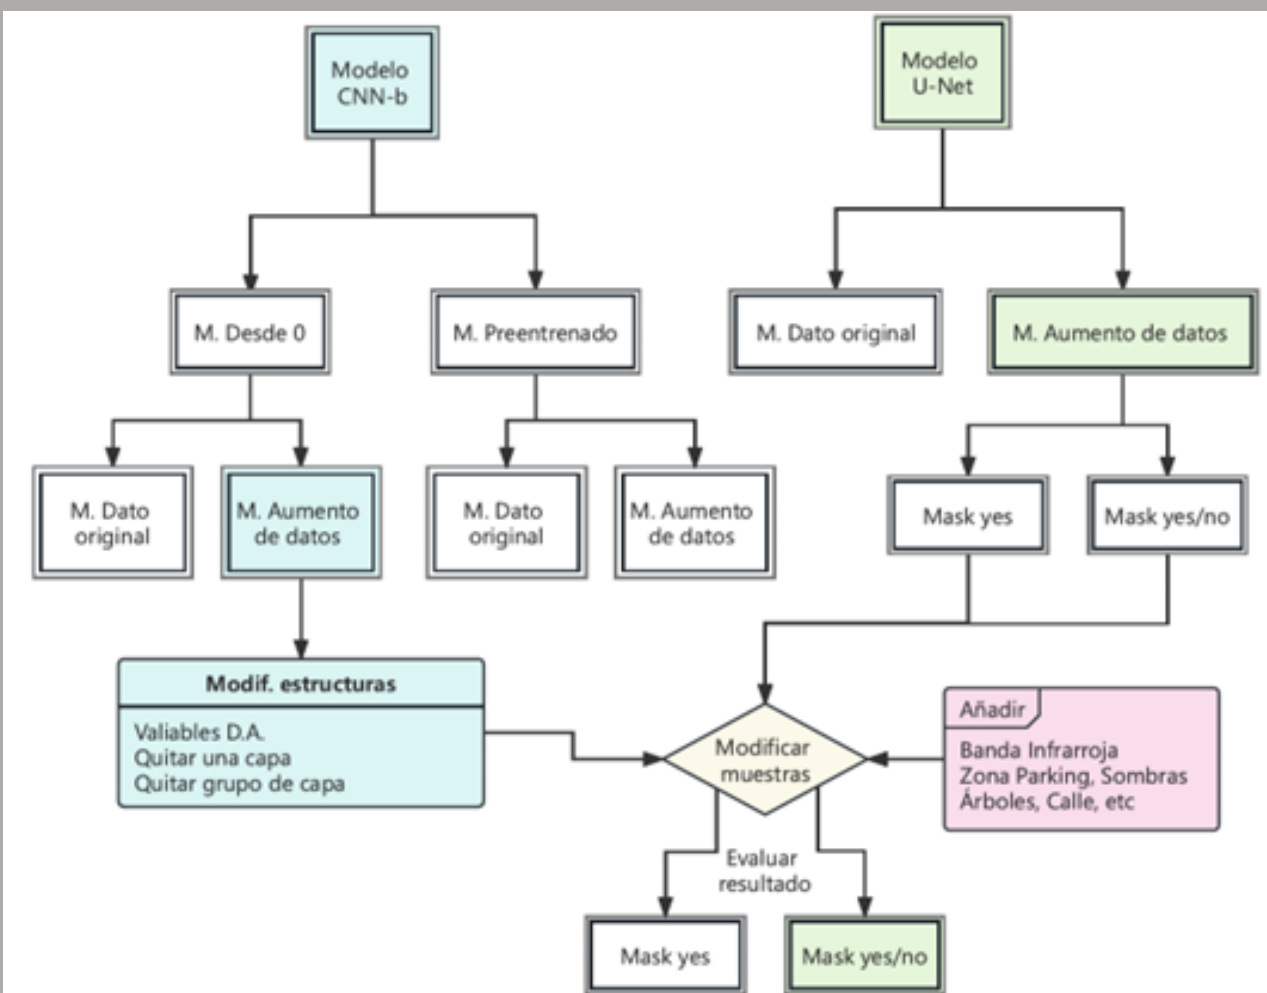 Modelo
CNN-b
Modelo
U-Net
M. Desde 0
M. Preentrenado
M. Dato original
M. Aumento de datos
M. Dato
original
M. Aumento
de datos
M. Dato
original
M. Aumento
de datos
Mask yes
Mask yes/no
Modif. estructuras
Valiables D.A.
Quitar una capa
Quitar grupo de capa
Modificar
muestras
Añadir
Banda Infrarroja
Zona Parking, Sombras
Árboles, Calle, etc
Evaluar
resultado
Mask yes
Mask yes/no